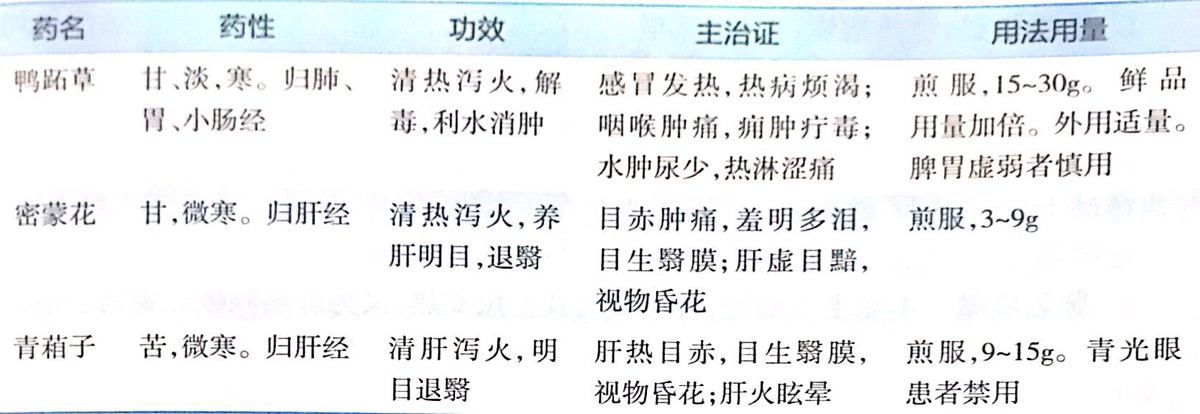 药名 药性 功效 主治证 用法用量
鸭跖草 甘、淡,寒。归肺、 清热泻火,解 感冒发热,热病烦渴; 煎服,15~30g。鲜品
胃、小肠经 毒,利水消肿 咽喉肿痛,痈肿疔毒; 用量加倍。外用适量。
水肿尿少,热淋涩痛 脾胃虚弱者慎用
密蒙花 甘,微寒。归肝经 清热泻火,养 目赤肿痛,羞明多泪, 煎服,3~9g
肝明目,退翳 目生翳膜;肝虚目黯,
视物昏花
青葙子 苦,微寒。归肝经 清肝泻火,明 肝热目赤,目生翳膜, 煎服,9~15g。青光眼
目退翳 视物昏花;肝火眩晕 患者禁用